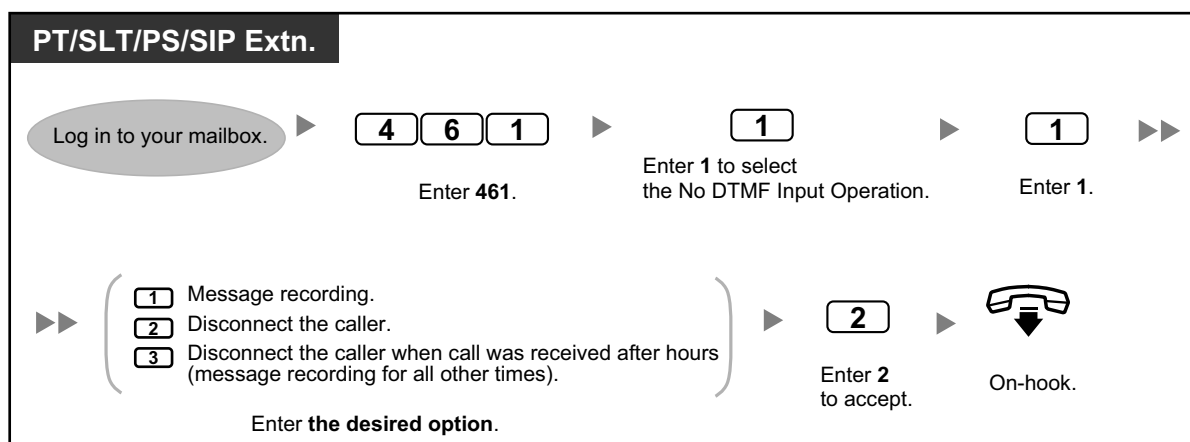 PT/SLT/PS/SIP Extn.
Log in to your mailbox.
4 6 1
Enter 461.
1
Enter 1 to select
the No DTMF Input Operation.
1
Enter 1.
1 Message recording.
2 Disconnect the caller.
3 Disconnect the caller when call was received after hours
(message recording for all other times).
Enter the desired option.
2
Enter 2
to accept.
On-hook.